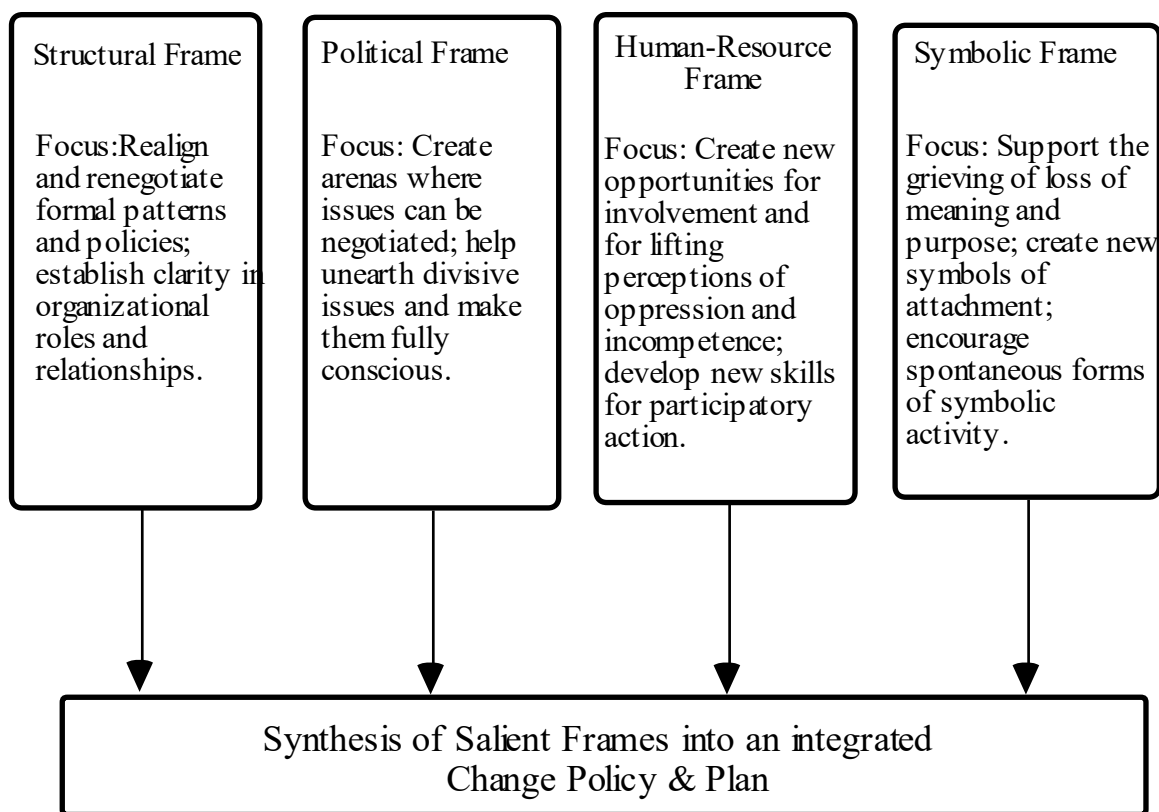 Structural Frame
Focus:Realign
and renegotiate
formal patterns
and policies;
establish clarity in
organizational
roles and
relationships.
Political Frame
Focus: Create
arenas where
issues can be
negotiated; help
unearth divisive
issues and make
them fully
conscious.
Human-Resource
Frame
Focus: Create new
opportunities for
involvement and
for lifting
perceptions of
oppression and
incompetence;
develop new skills
for participatory
action.
Symbolic Frame
Focus: Support the
grieving of loss of
meaning and
purpose; create new
symbols of
attachment;
encourage
spontaneous forms
of symbolic
activity.
Synthesis of Salient Frames into an integrated
Change Policy & Plan